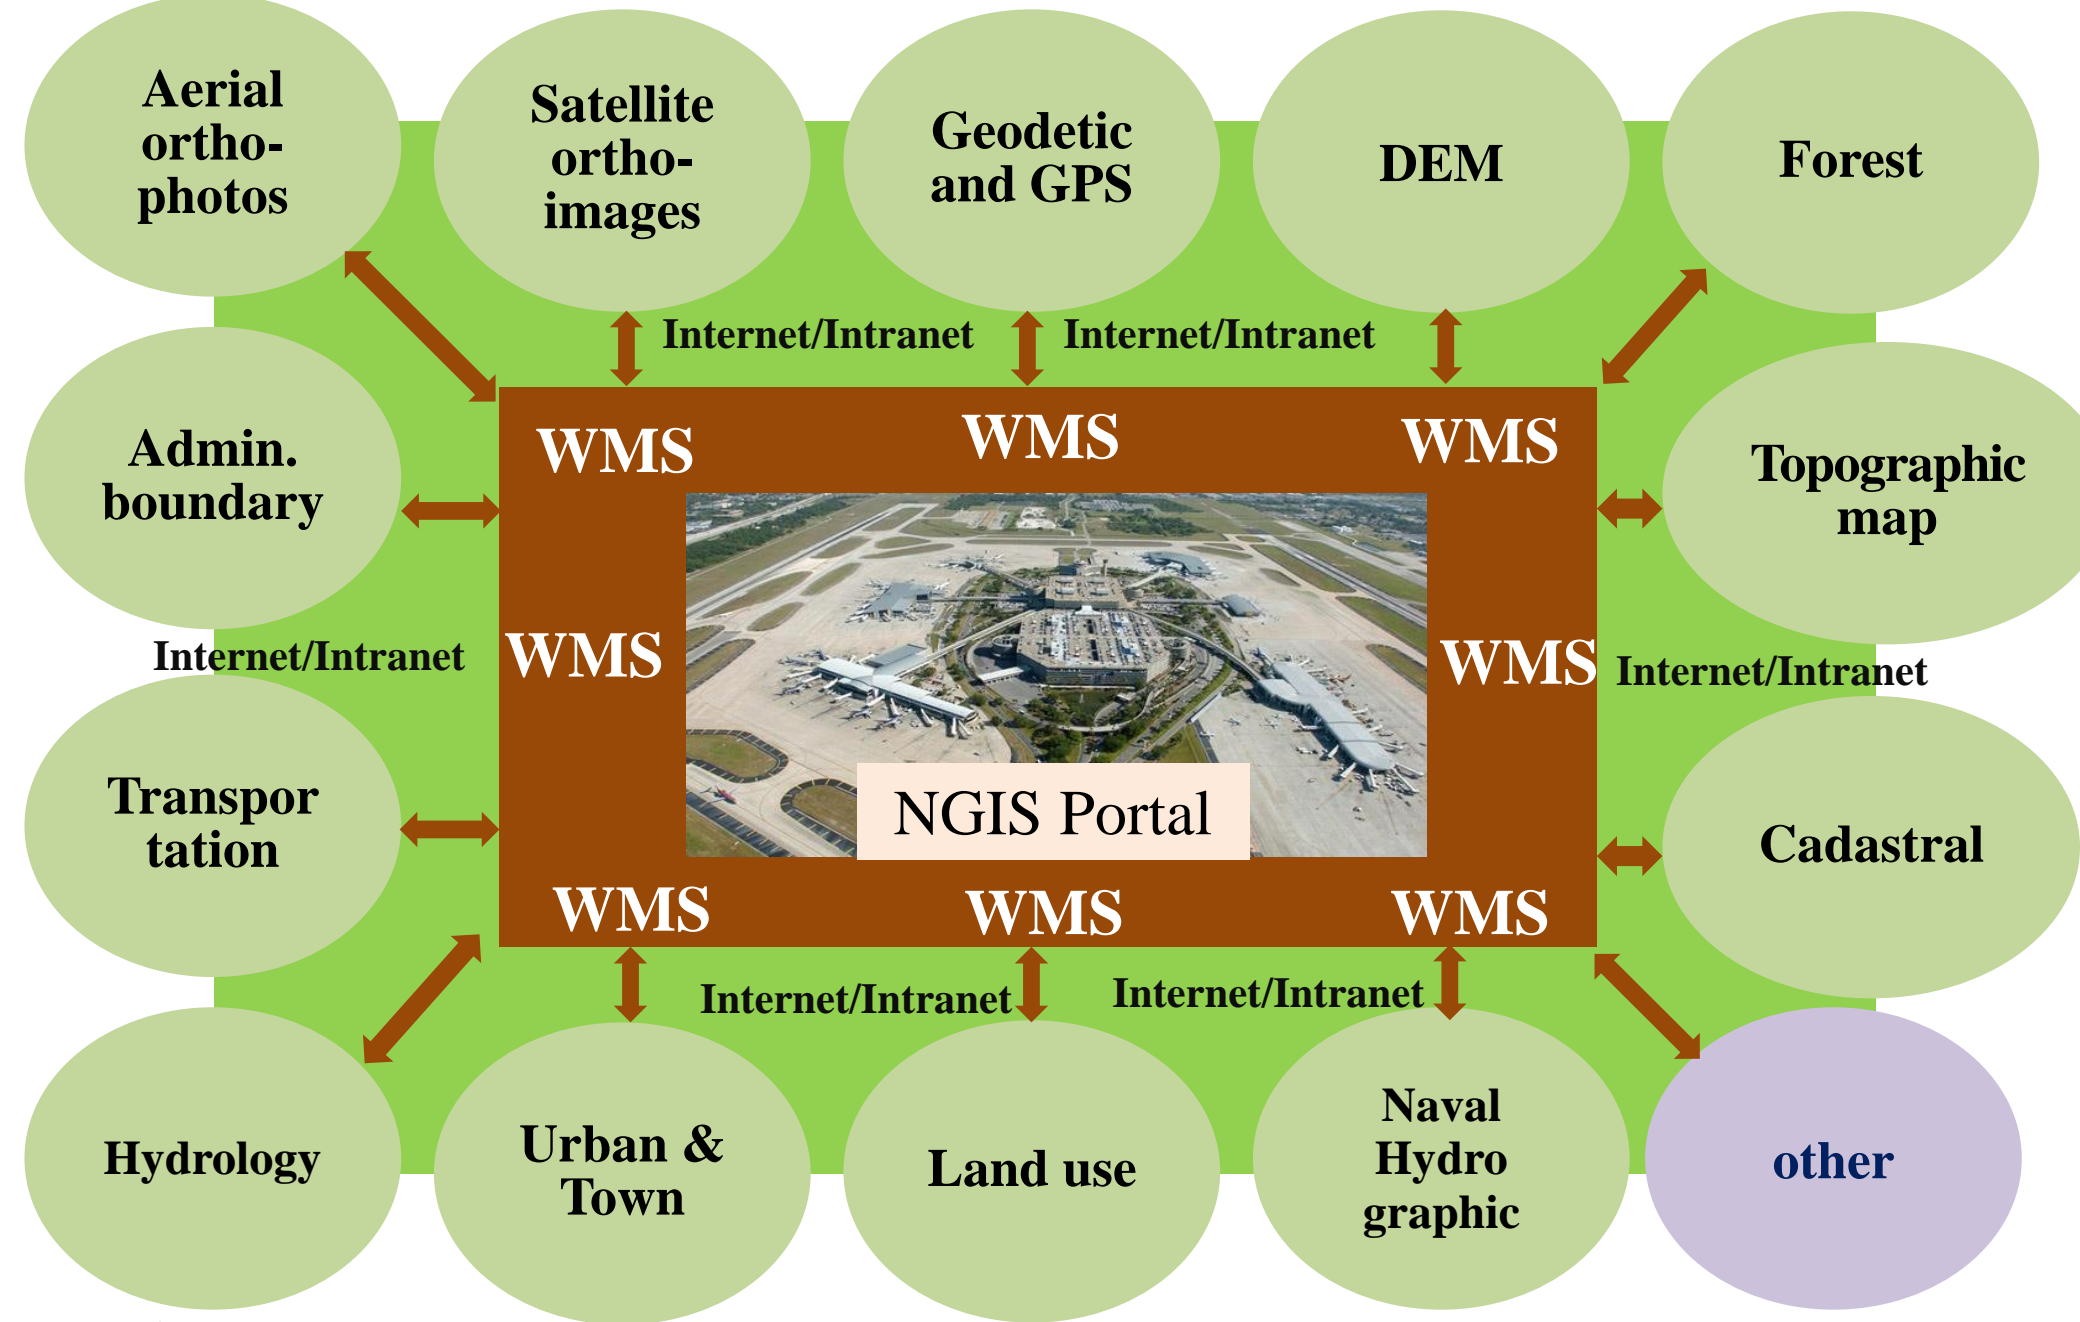 Aerial
ortho-
photos
Satellite
ortho-
images
Geodetic
and GPS
DEM
Forest
Internet/Intranet
Internet/Intranet
WMS
WMS
WMS
Admin.
boundary
Topographic
map
Internet/Intranet
WMS
WMS
Internet/Intranet
Transpor
tation
NGIS Portal
Cadastral
WMS
WMS
WMS
Internet/Intranet
Internet/Intranet
Hydrology
Urban &
Town
Land use
Naval
Hydro
graphic
other